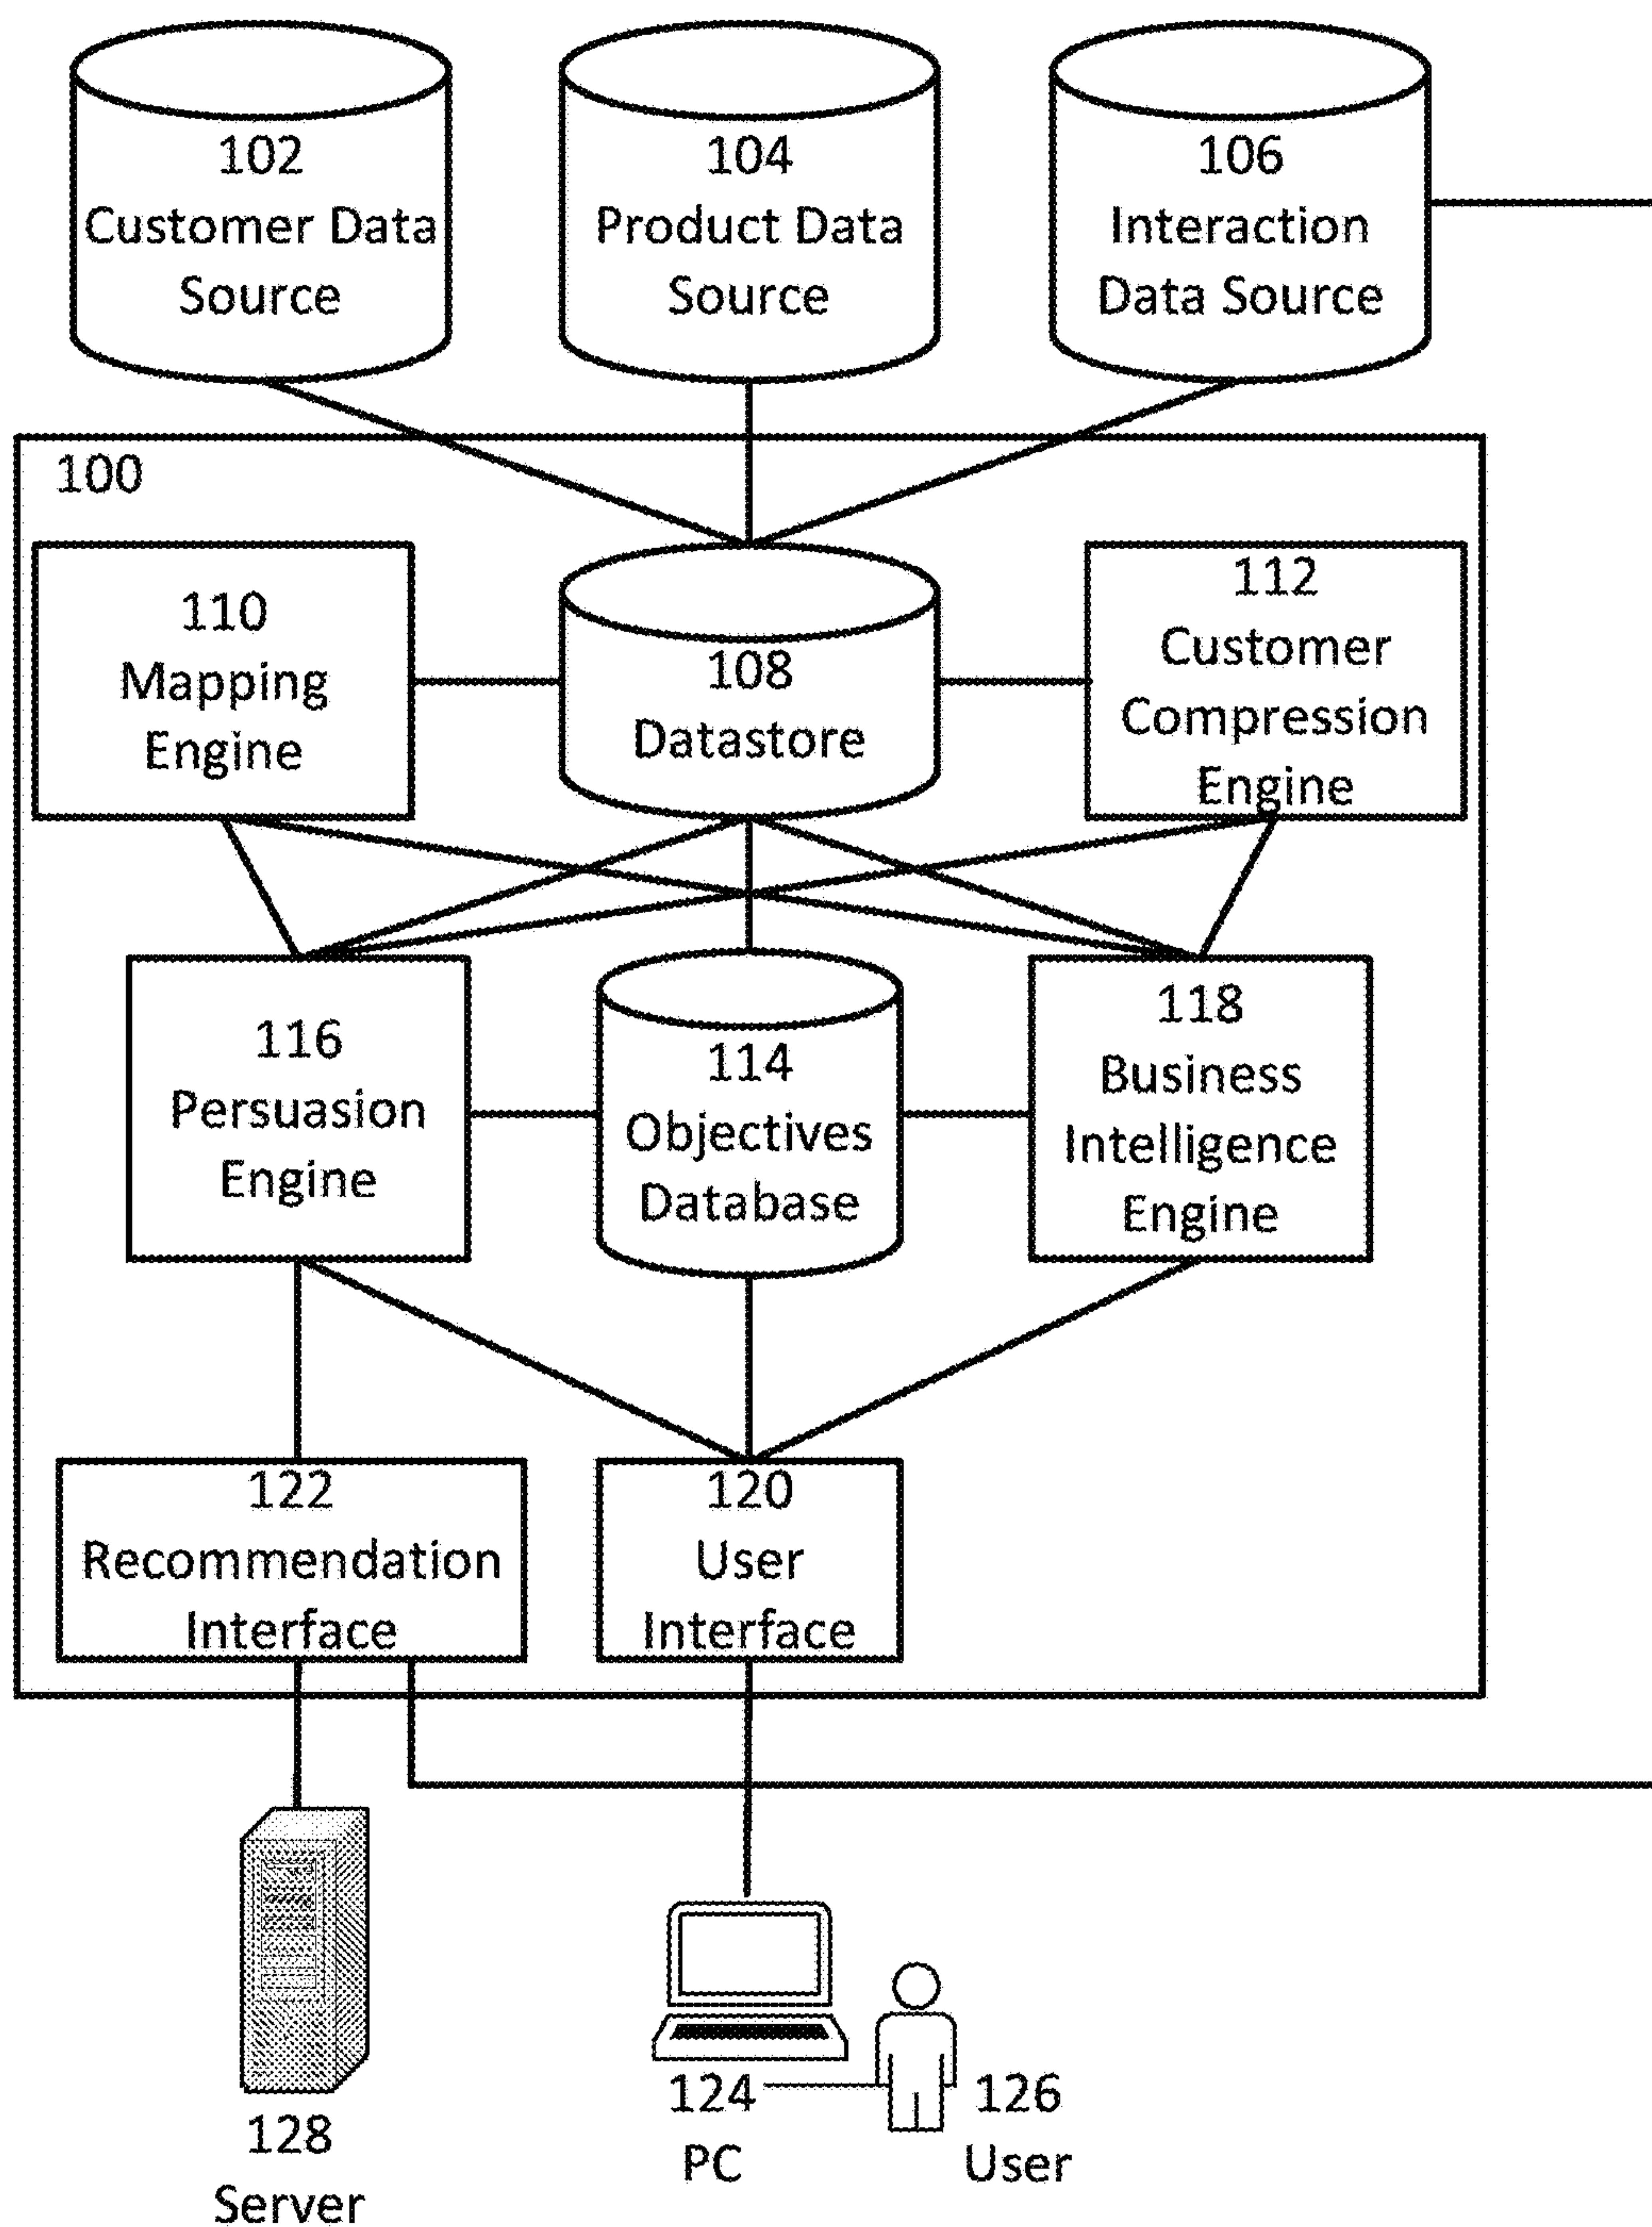 102
Customer Data
Source
104
Product Data
Source
106
Interaction
Data Source
100
110
Mapping
Engine
108
Datastore
112
Customer
Compression
Engine
116
Persuasion
Engine
114
Objectives
Database
118
Business
Intelligence
Engine
122
Recommendation
Interface
120
User
Interface
128
Server
124
PC
126
User